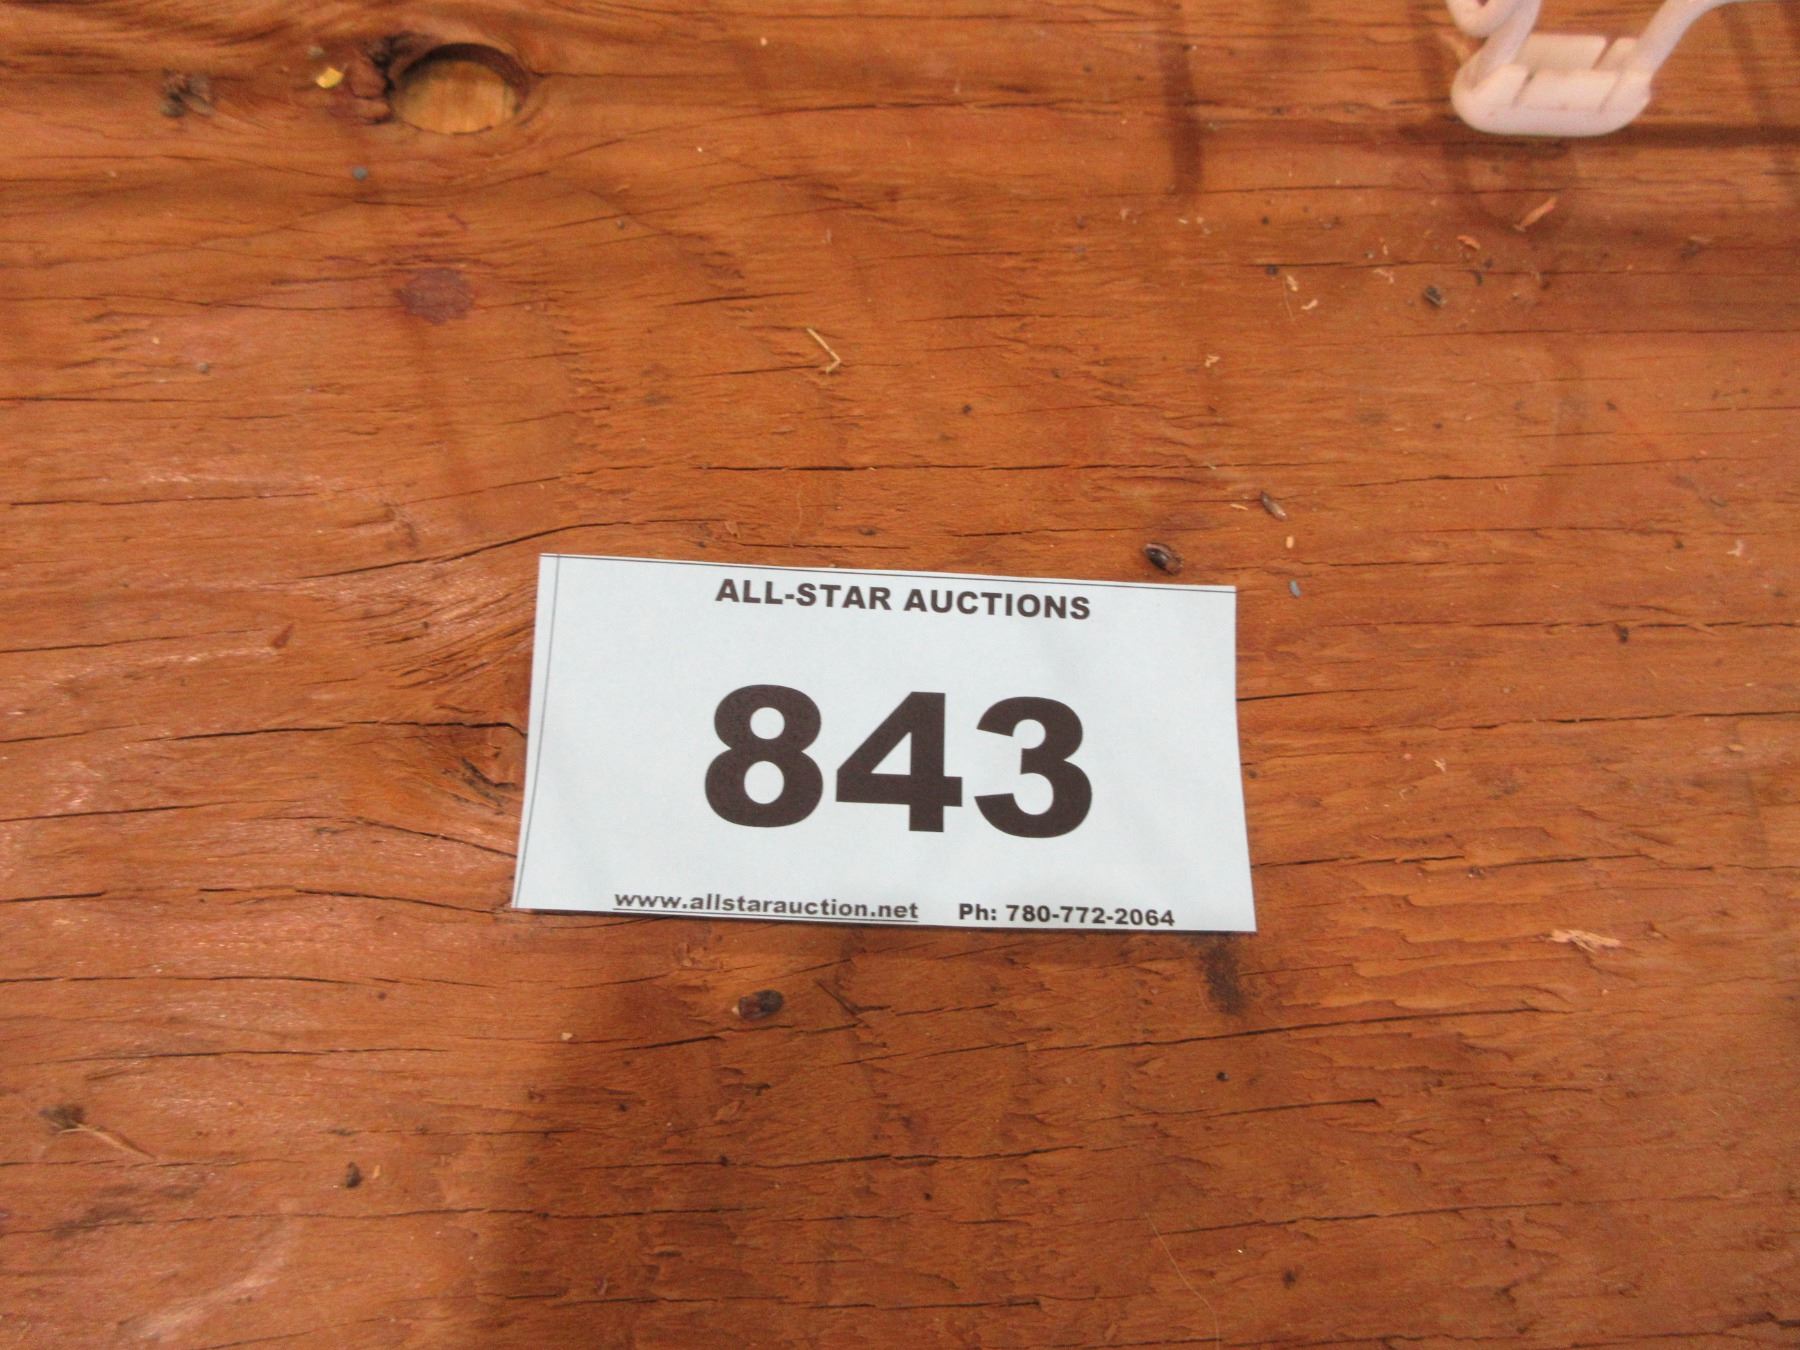 ALL-STAR AUCTIONS
843
www.allstarauction.net Ph: 780-772-2064